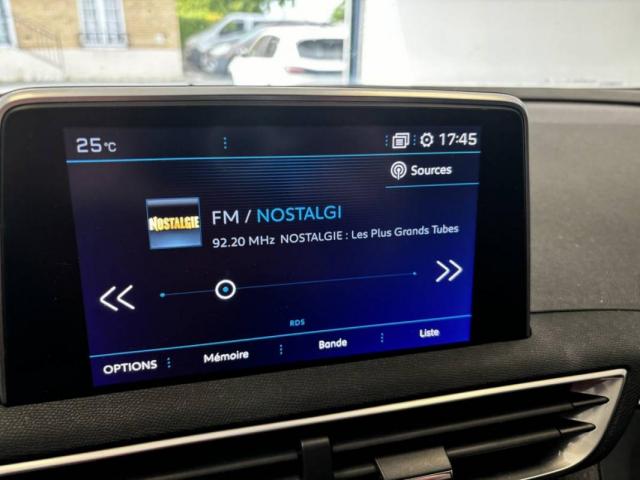 25°C 17:45
Sources
NOSTALGIE
FM / NOSTALGI
92.20 MHz NOSTALGIE : Les Plus Grands Tubes
RDS
OPTIONS Mémoire Bande Liste